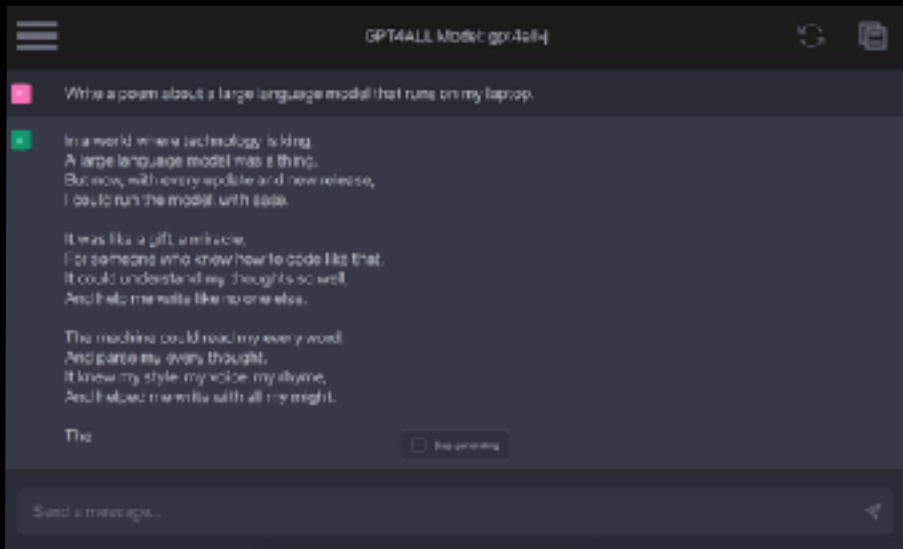 GPT4ALL Model: gpt4all-j
Write a poem about a large language model that runs on my laptop.
In a world where technology is king,
A large language model was a thing.
But now, with every update and new release,
I could run the model, with ease.
It was like a gift, a miracle,
For someone who knew how to code like that.
It could understand my thoughts so well,
And help me write like no one else.
The machine could read my every word,
And parse my every thought.
It knew my style, my voice, my rhyme,
And helped me write with all my might.
The
Stop generating
Send a message...